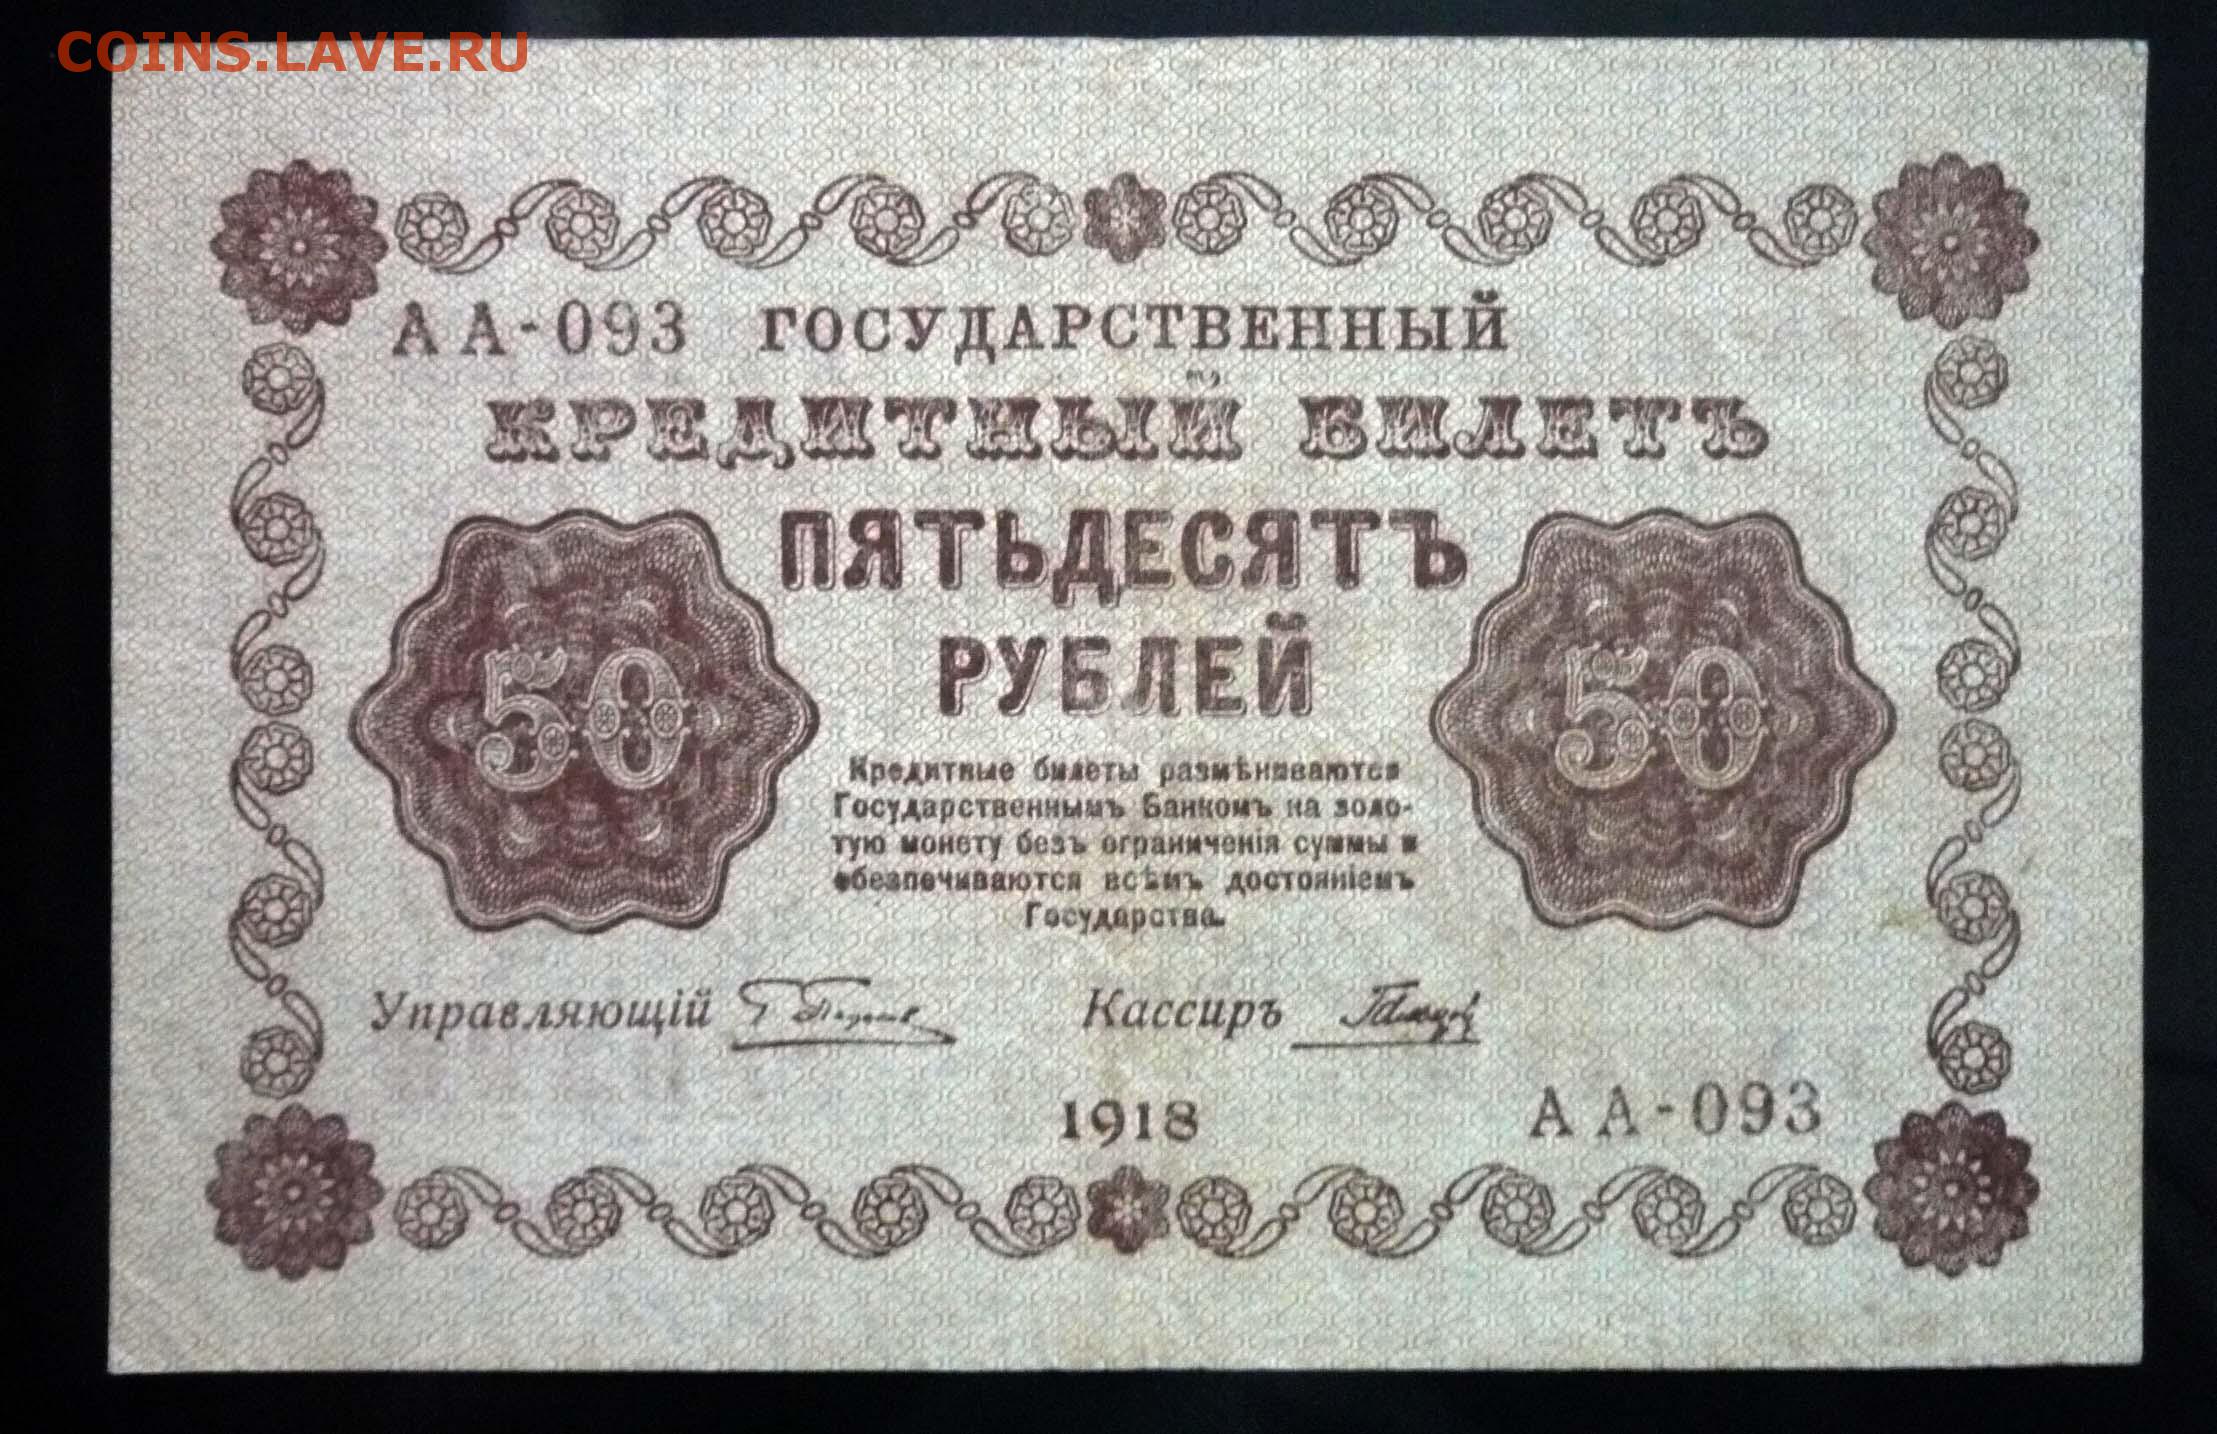 COINS.LAVE.RU
АА-093 ГОСУДАРСТВЕННЫЙ
КРЕДИТНЫЙ БИЛЕТЪ
ПЯТЬДЕСЯТЪ
РУБЛЕЙ
50
50
Кредитные билеты размѣниваются
Государственнымъ Банкомъ на золо-
тую монету безъ ограниченія суммы и
обезпечиваются всѣмъ достояніемъ
Государства.
Управляющій
Кассиръ
1918
АА-093